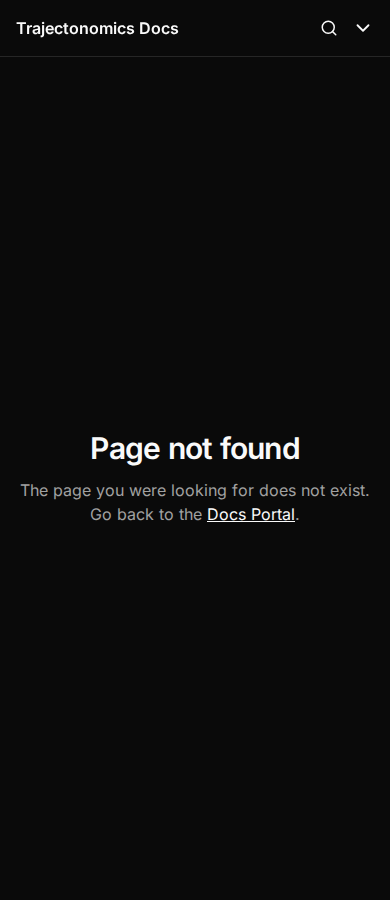 Trajectonomics Docs
Page not found
The page you were looking for does not exist.
Go back to the Docs Portal.